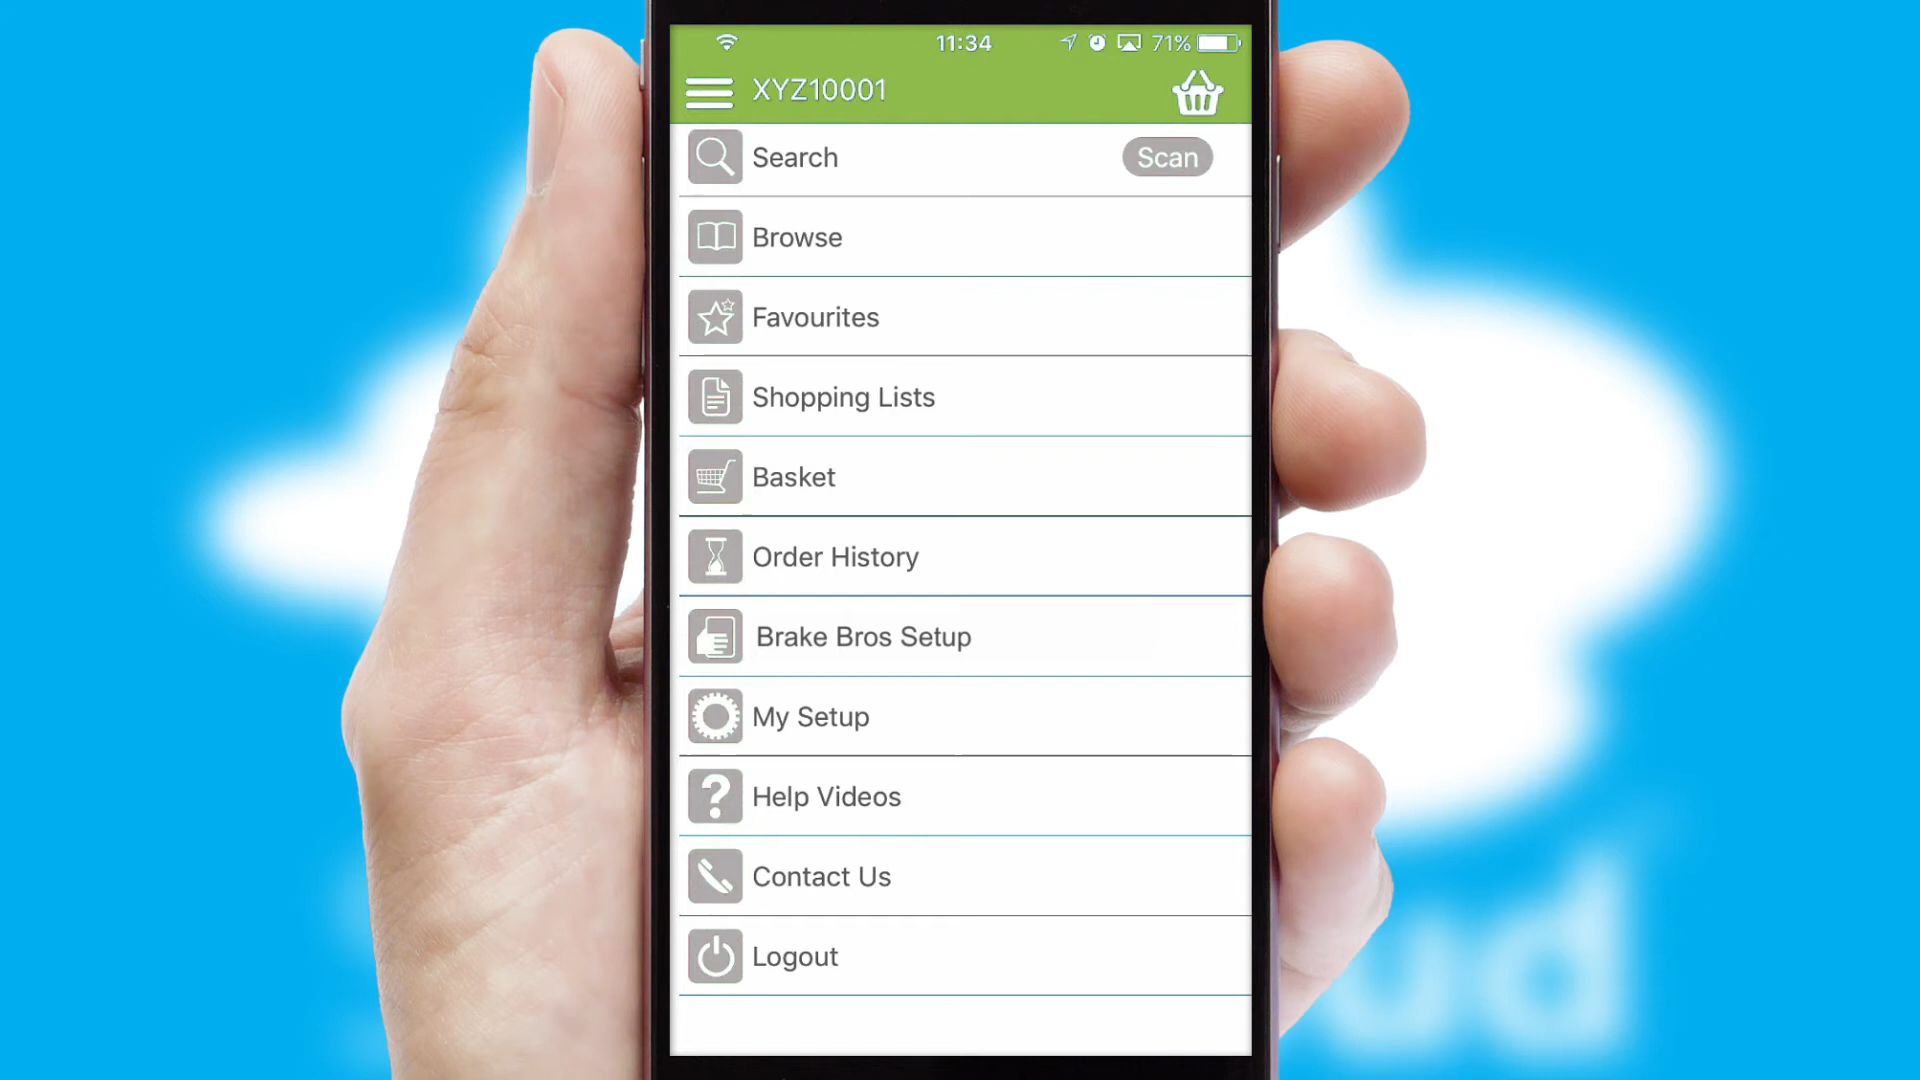 11:34 71%
XYZ10001
Search Scan
Browse
Favourites
Shopping Lists
Basket
Order History
Brake Bros Setup
My Setup
Help Videos
Contact Us
Logout